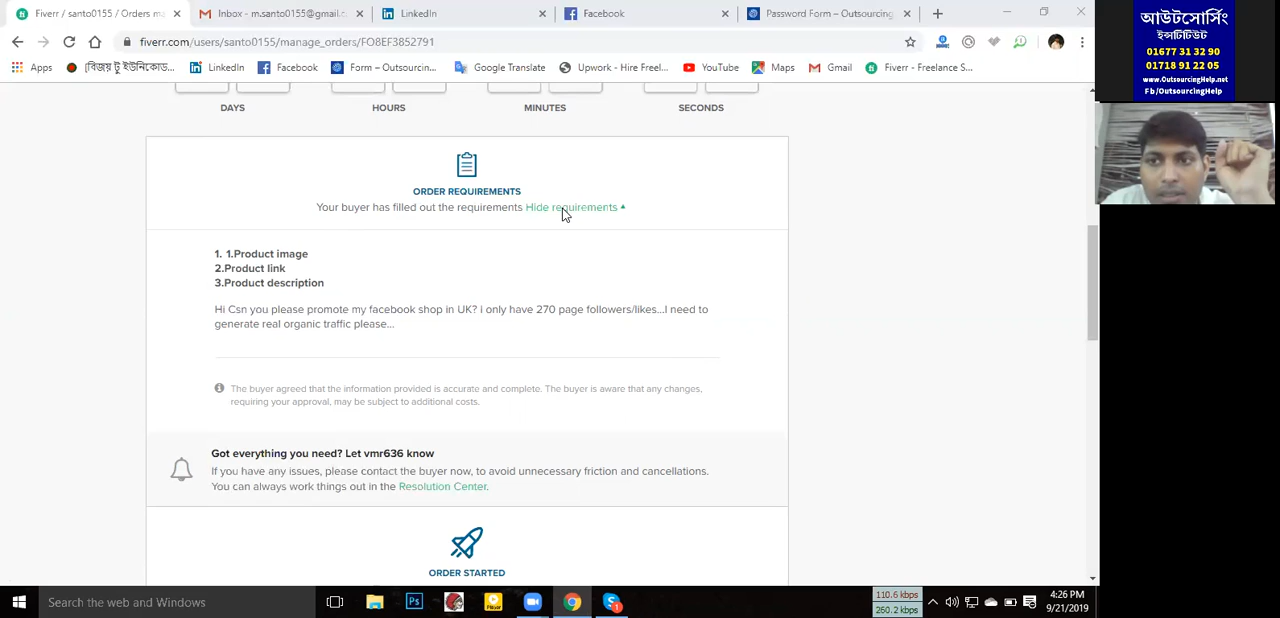 Fiverr / santo0155 / Orders ma
Inbox - m.santo0155@gmail.c
LinkedIn
Facebook
Password Form – Outsourcing
fiverr.com/users/santo0155/manage_orders/FO8EF3852791
Apps
বিজয় টু ইউনিকোড...
LinkedIn
Facebook
Form – Outsourcin...
Google Translate
Upwork - Hire Freel...
YouTube
Maps
Gmail
Fiverr - Freelance S...
আউটসোর্সিং
ইন্সটিটিউট
01677 31 32 90
01718 91 22 05
www.OutsourcingHelp.net
Fb/OutsourcingHelp
DAYS HOURS MINUTES SECONDS
ORDER REQUIREMENTS
Your buyer has filled out the requirements Hide requirements
1. 1.Product image
2.Product link
3.Product description
Hi Csn you please promote my facebook shop in UK? I only have 270 page followers/likes...I need to
generate real organic traffic please...
The buyer agreed that the information provided is accurate and complete. The buyer is aware that any changes,
requiring your approval, may be subject to additional costs.
Got everything you need? Let vmr636 know
If you have any issues, please contact the buyer now, to avoid unnecessary friction and cancellations.
You can always work things out in the Resolution Center.
ORDER STARTED
Search the web and Windows
Ps
110.6 kbps
260.2 kbps
4:26 PM
9/21/2019